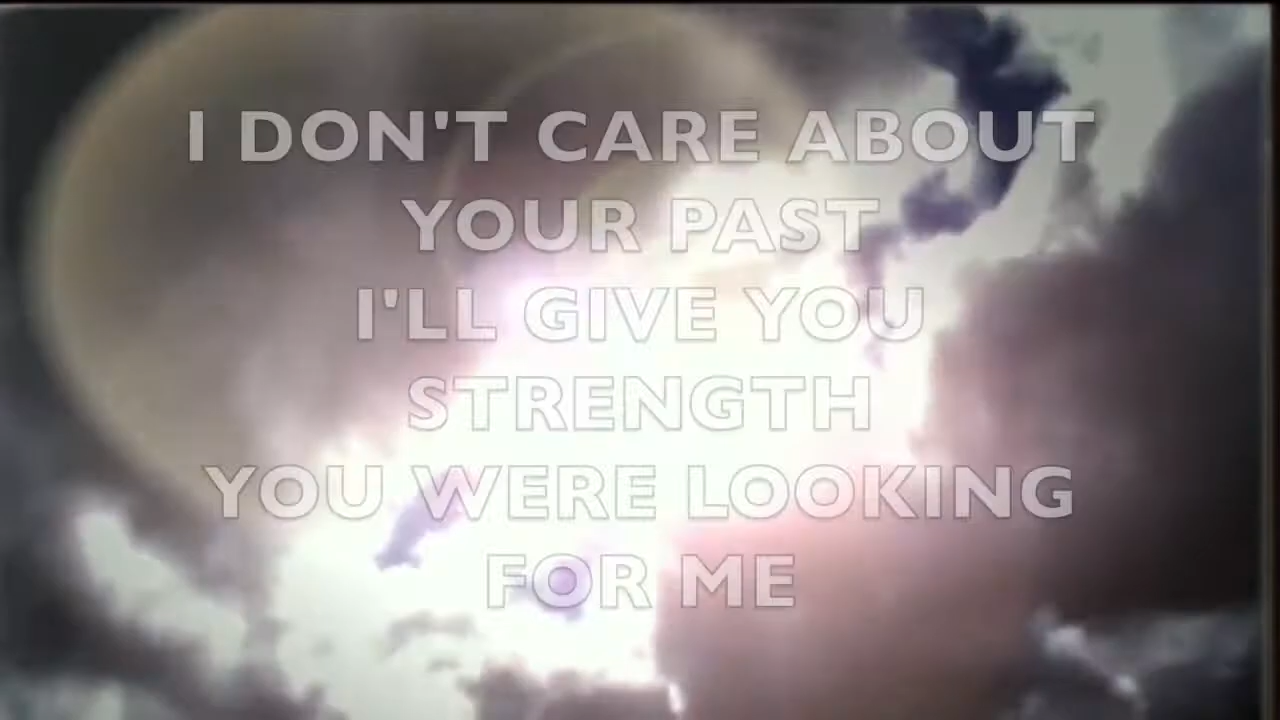 I DON'T CARE ABOUT
YOUR PAST
I'LL GIVE YOU
STRENGTH
YOU WERE LOOKING
FOR ME